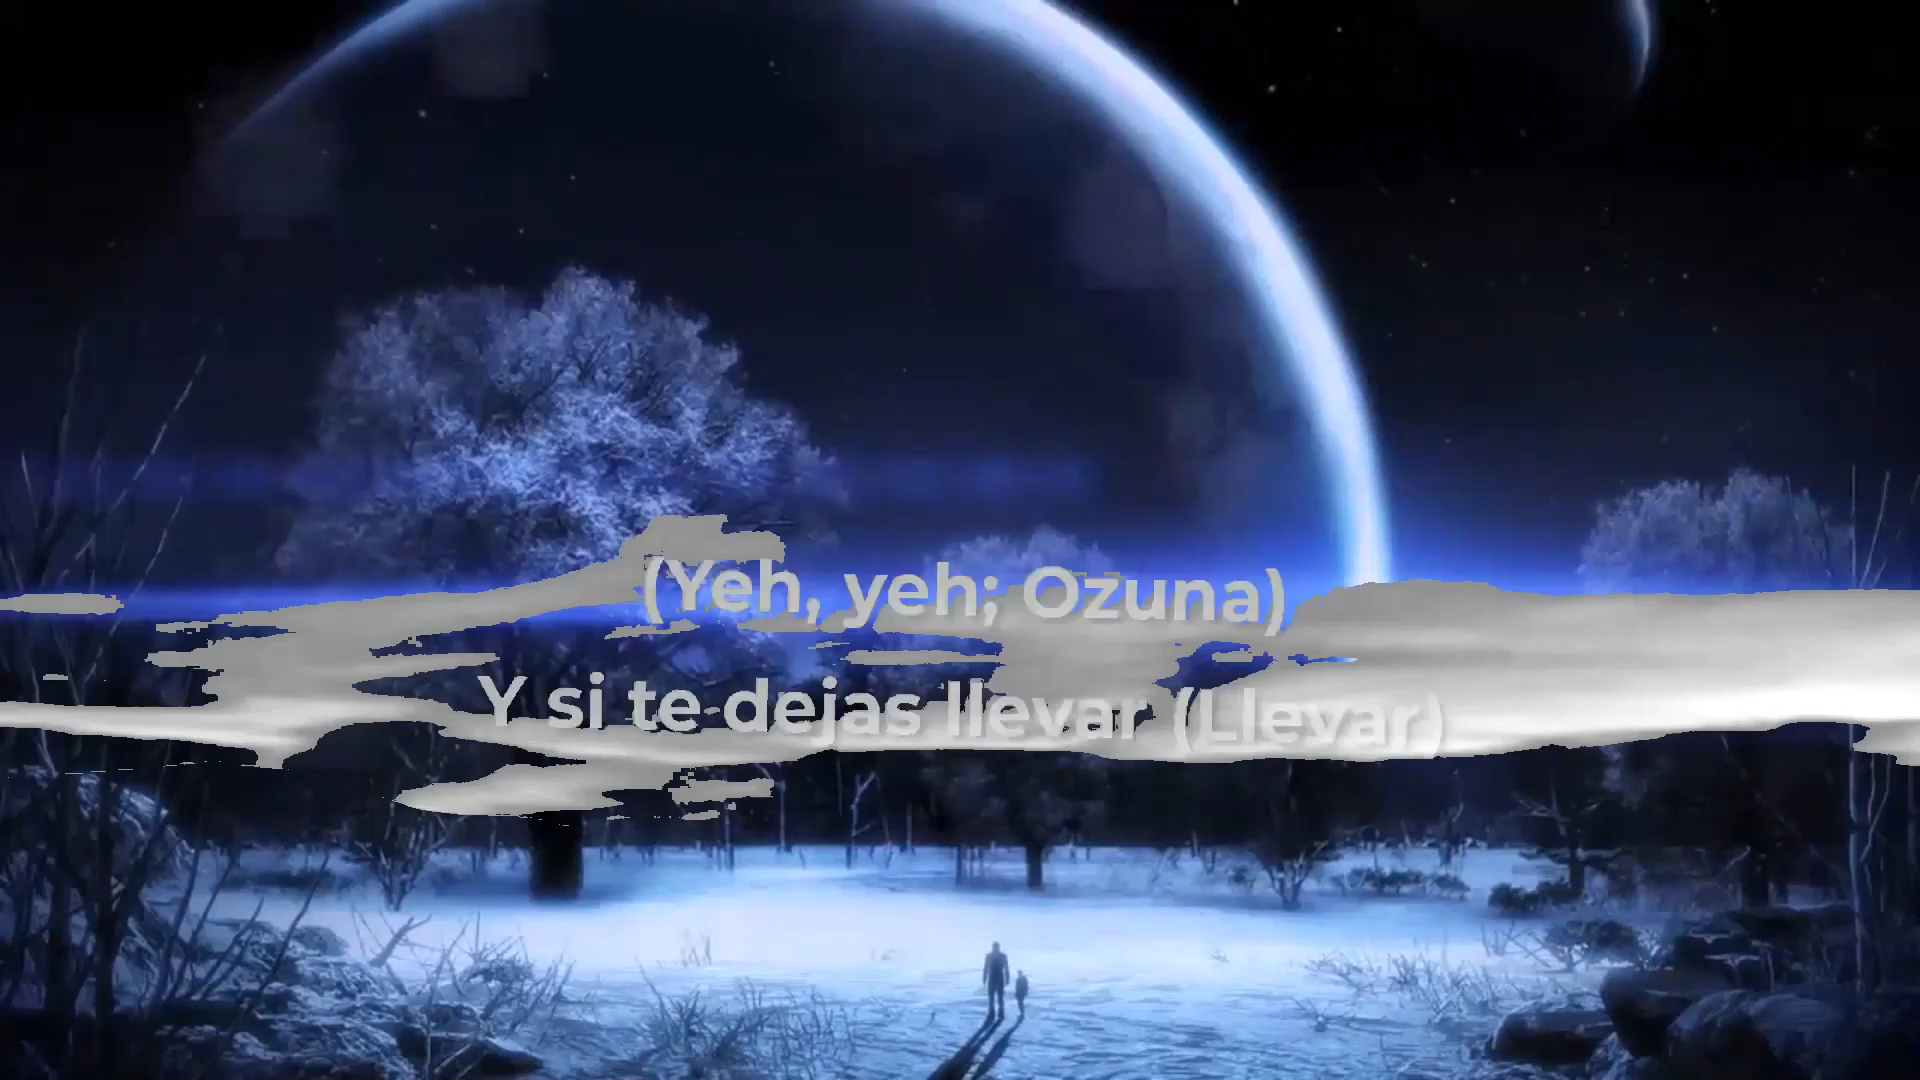 (Yeh, yeh; Ozuna)
Y si te dejas llevar (Llevar)